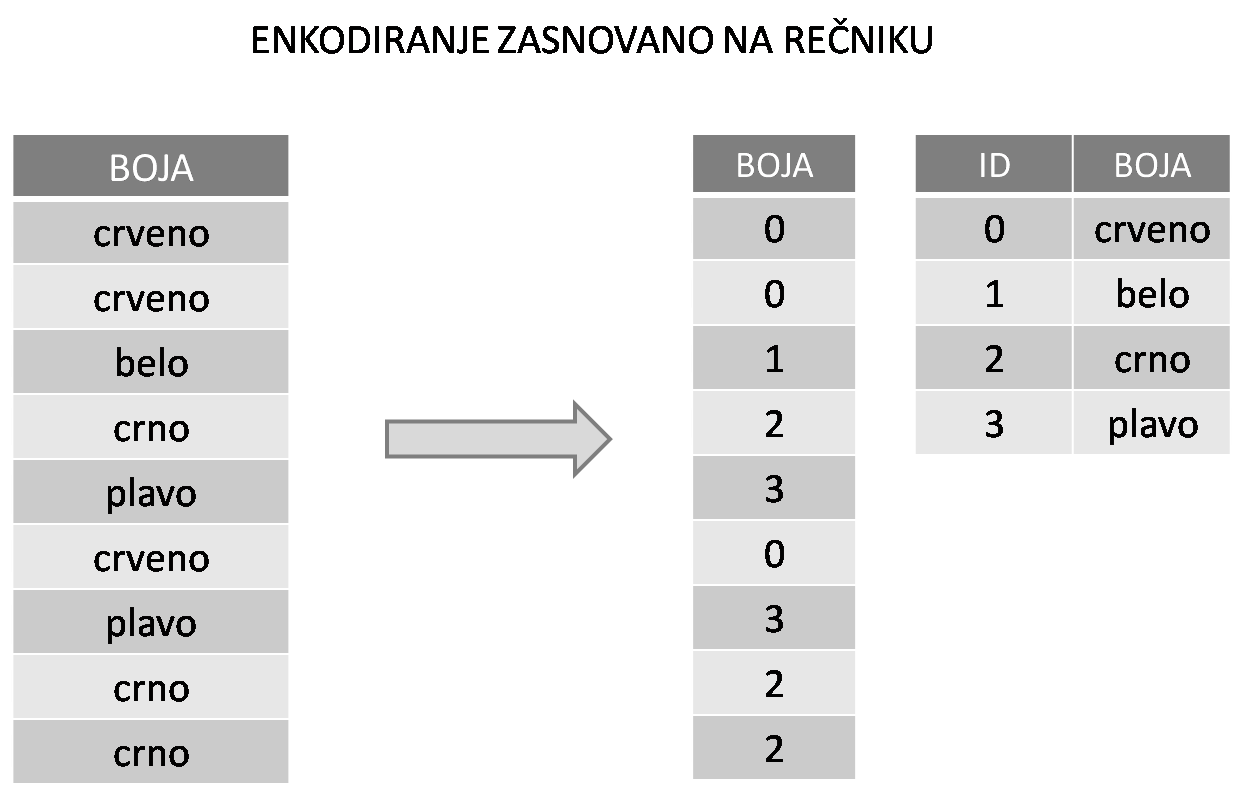 ENKODIRANJE ZASNOVANO NA REČNIKU
BOJA
crveno
crveno
belo
crno
plavo
crveno
plavo
crno
crno
BOJA
0
0
1
2
3
0
3
2
2
ID BOJA
0 crveno
1 belo
2 crno
3 plavo